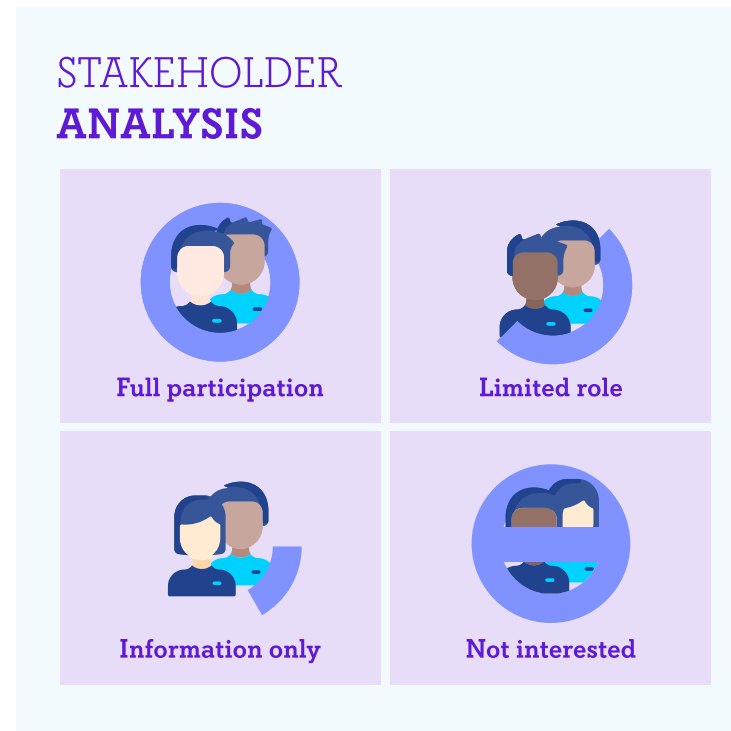 STAKEHOLDER
ANALYSIS
Full participation
Limited role
Information only
Not interested